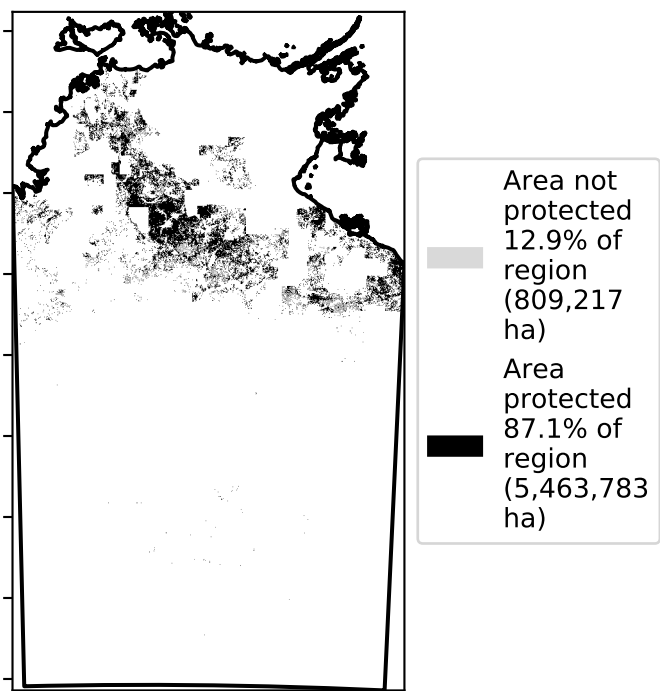 Area not
protected
12.9% of
region
(809,217
ha)
Area
protected
87.1% of
region
(5,463,783
ha)